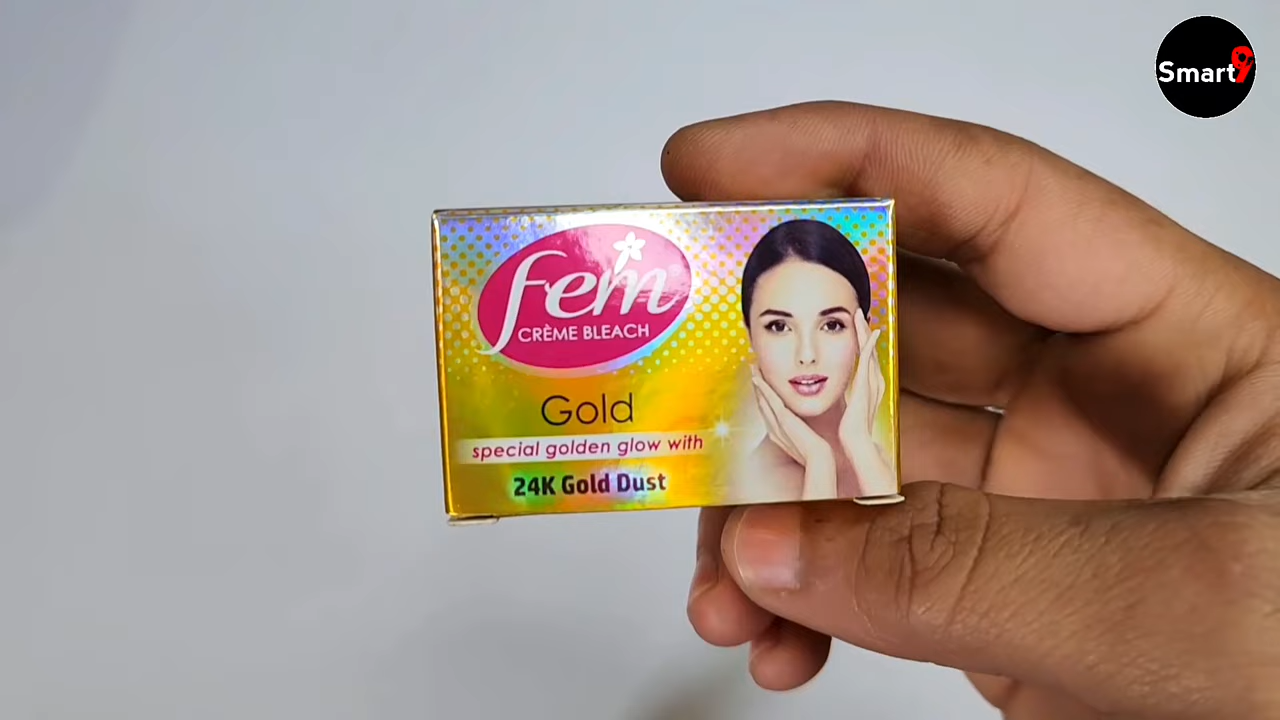 Smart9
fem
CRÈME BLEACH
Gold
special golden glow with
24K Gold Dust